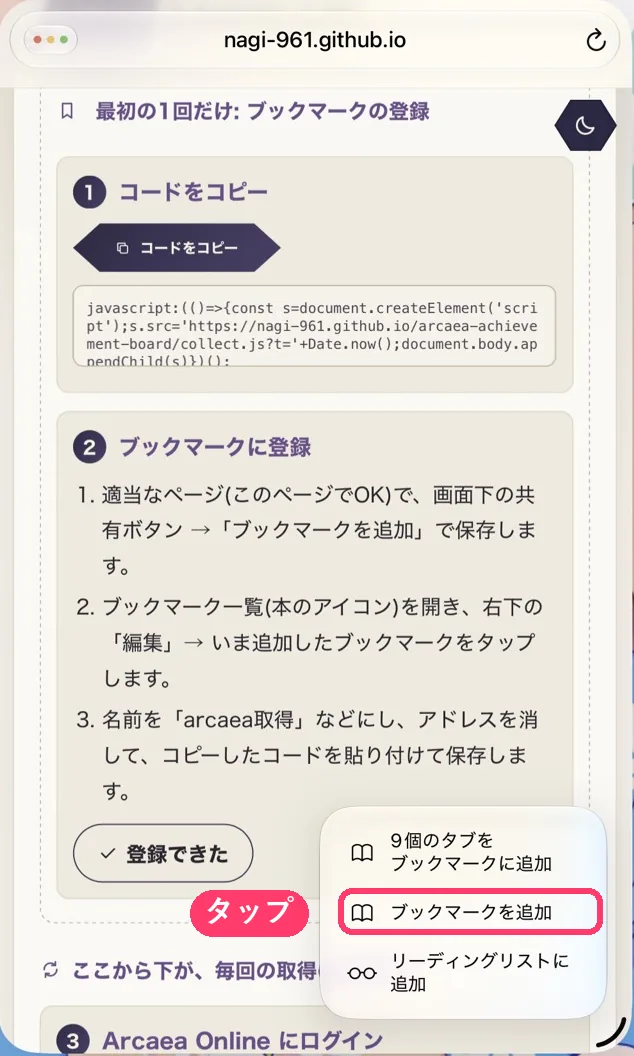 nagi-961.github.io
最初の1回だけ: ブックマークの登録
1 コードをコピー
コードをコピー
javascript:(()=>{const s=document.createElement('scri
pt');s.src='https://nagi-961.github.io/arcaea-achieve
ment-board/collect.js?t='+Date.now();document.body.ap
pendChild(s)})();
2 ブックマークに登録
1. 適当なページ(このページでOK)で、画面下の共
有ボタン →「ブックマークを追加」で保存しま
す。
2. ブックマーク一覧(本のアイコン)を開き、右下の
「編集」→ いま追加したブックマークをタップ
します。
3. 名前を「arcaea取得」などにし、アドレスを消
して、コピーしたコードを貼り付けて保存しま
す。
登録できた
9個のタブを
ブックマークに追加
タップ
ブックマークを追加
リーディングリストに
追加
ここから下が、毎回の取得
3 Arcaea Online にログイン